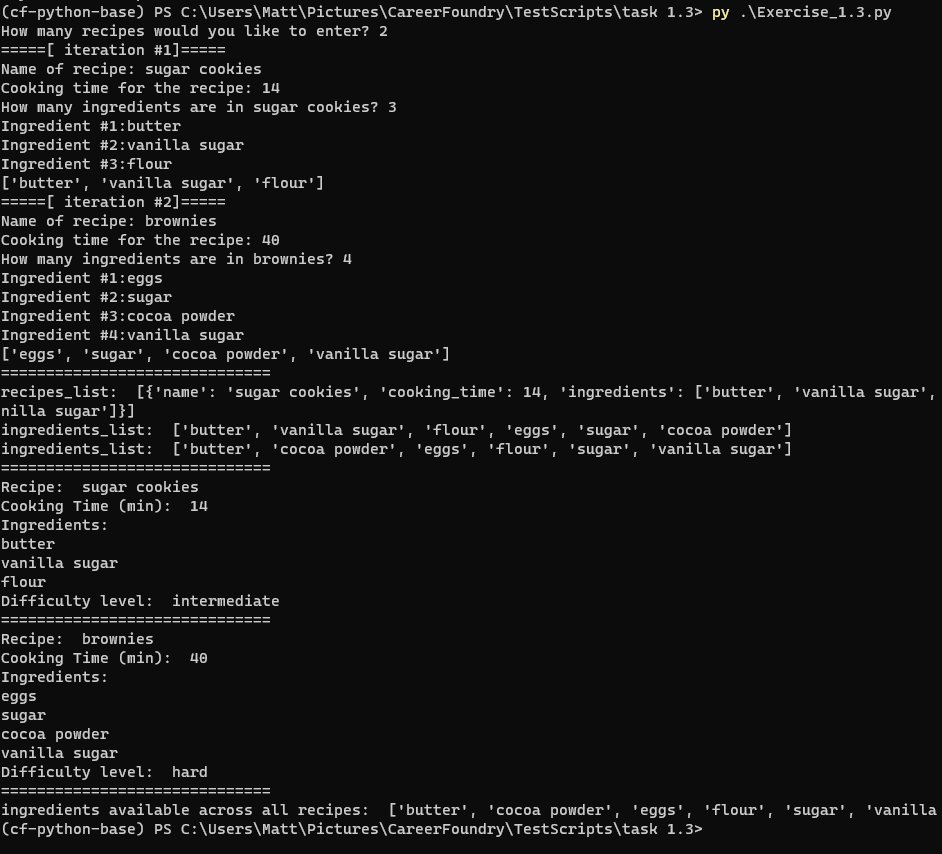 (cf-python-base) PS C:\Users\Matt\Pictures\CareerFoundry\TestScripts\task 1.3> py .\Exercise_1.3.py
How many recipes would you like to enter? 2
=====[ iteration #1]=====
Name of recipe: sugar cookies
Cooking time for the recipe: 14
How many ingredients are in sugar cookies? 3
Ingredient #1:butter
Ingredient #2:vanilla sugar
Ingredient #3:flour
['butter', 'vanilla sugar', 'flour']
=====[ iteration #2]=====
Name of recipe: brownies
Cooking time for the recipe: 40
How many ingredients are in brownies? 4
Ingredient #1:eggs
Ingredient #2:sugar
Ingredient #3:cocoa powder
Ingredient #4:vanilla sugar
['eggs', 'sugar', 'cocoa powder', 'vanilla sugar']
==============================
recipes_list:  [{'name': 'sugar cookies', 'cooking_time': 14, 'ingredients': ['butter', 'vanilla sugar',
nilla sugar']}]
ingredients_list:  ['butter', 'vanilla sugar', 'flour', 'eggs', 'sugar', 'cocoa powder']
ingredients_list:  ['butter', 'cocoa powder', 'eggs', 'flour', 'sugar', 'vanilla sugar']
==============================
Recipe:  sugar cookies
Cooking Time (min):  14
Ingredients:
butter
vanilla sugar
flour
Difficulty level:  intermediate
==============================
Recipe:  brownies
Cooking Time (min):  40
Ingredients:
eggs
sugar
cocoa powder
vanilla sugar
Difficulty level:  hard
==============================
ingredients available across all recipes:  ['butter', 'cocoa powder', 'eggs', 'flour', 'sugar', 'vanilla
(cf-python-base) PS C:\Users\Matt\Pictures\CareerFoundry\TestScripts\task 1.3>